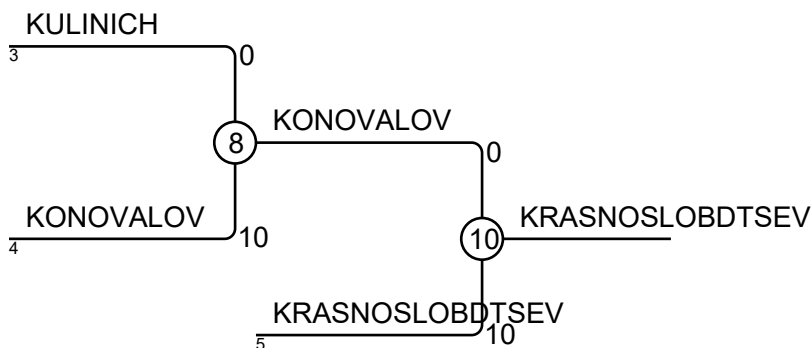 KULINICH
3
0
8
KONOVALOV
0
KONOVALOV
4
10
10
KRASNOSLOBDTSEV
KRASNOSLOBDTSEV
5
10